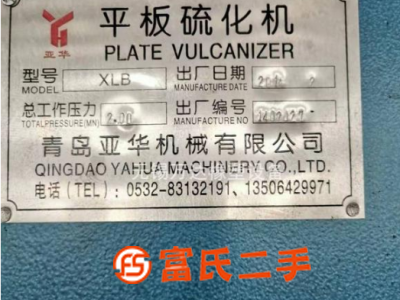 亚华
平板硫化机
PLATE VULCANIZER
型号 XLB 出厂日期
MODEL MANUFACTURE DATE
总工作压力 2.00 出厂编号
TOTALPRESSURE(MN) MANUFACTURE NO
青岛亚华机械有限公司
QINGDAO YAHUA MACHINERY CO.,LTD.
电话（TEL）：0532-83132191、13506429971
富氏二手